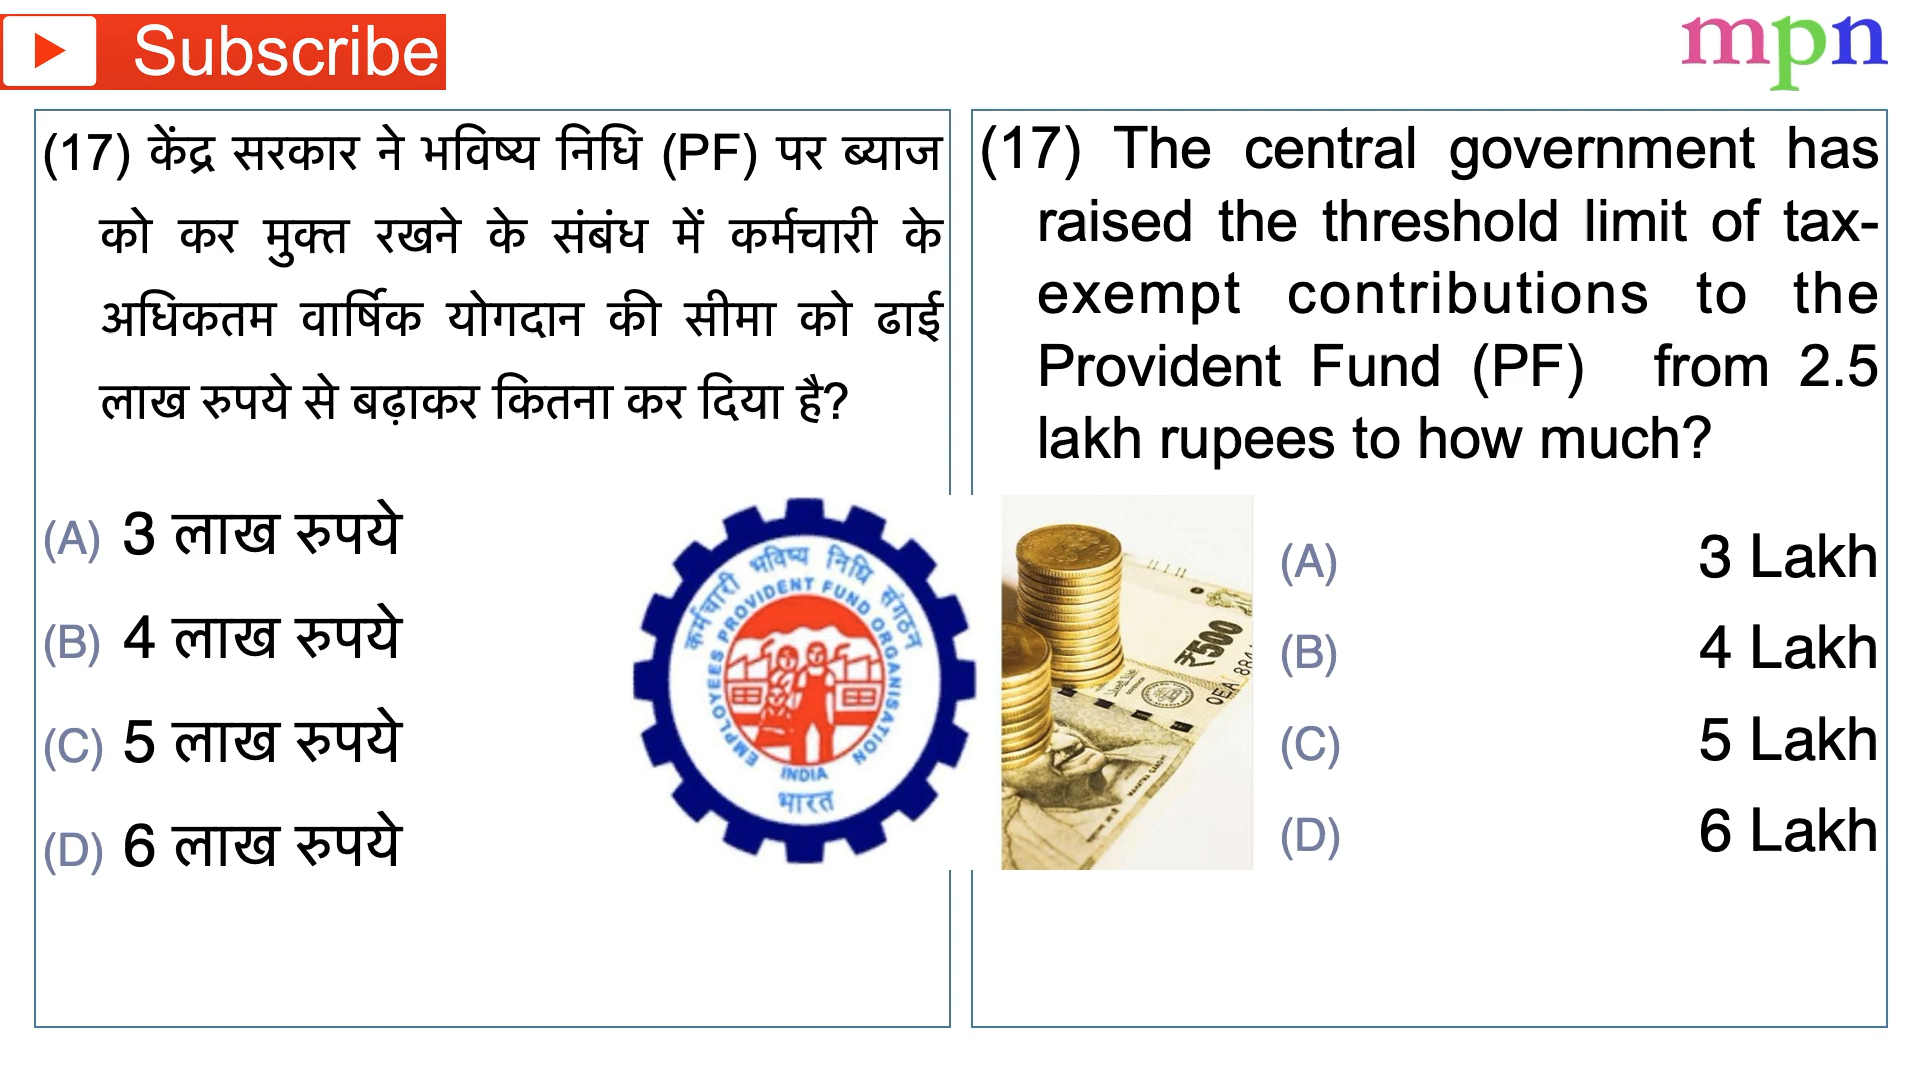 Subscribe
mpn
(17) केंद्र सरकार ने भविष्य निधि (PF) पर ब्याज
को कर मुक्त रखने के संबंध में कर्मचारी के
अधिकतम वार्षिक योगदान की सीमा को ढाई
लाख रुपये से बढ़ाकर कितना कर दिया है?
(A) 3 लाख रुपये
(B) 4 लाख रुपये
(C) 5 लाख रुपये
(D) 6 लाख रुपये
कर्मचारी भविष्य निधि संगठन
EMPLOYEES PROVIDENT FUND ORGANISATION
INDIA
भारत
(17) The central government has
raised the threshold limit of tax-
exempt contributions to the
Provident Fund (PF) from 2.5
lakh rupees to how much?
₹500
(A) 3 Lakh
(B) 4 Lakh
(C) 5 Lakh
(D) 6 Lakh